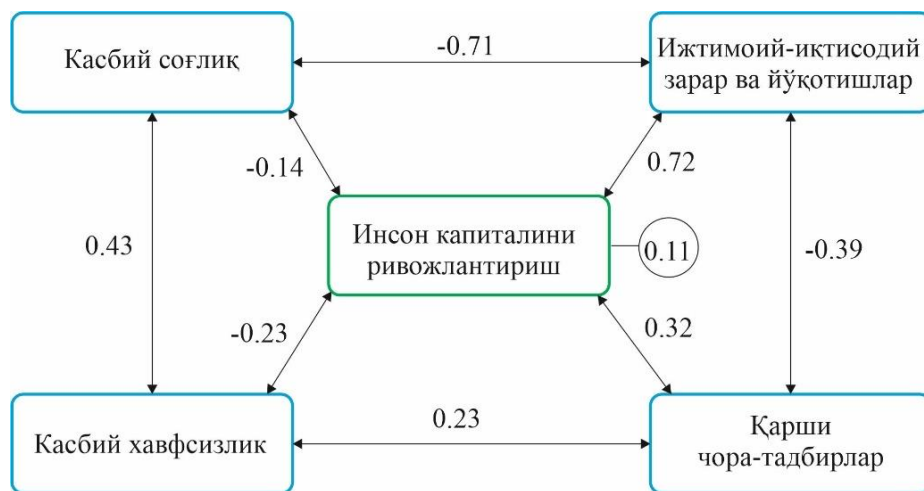 Касбий соғлиқ
-0.71
Ижтимоий-иқтисодий
зарар ва йўқотишлар
-0.14
0.72
0.43
Инсон капиталини
ривожлантириш
0.11
-0.39
-0.23
0.32
Касбий хавфсизлик
0.23
Қарши
чора-тадбирлар